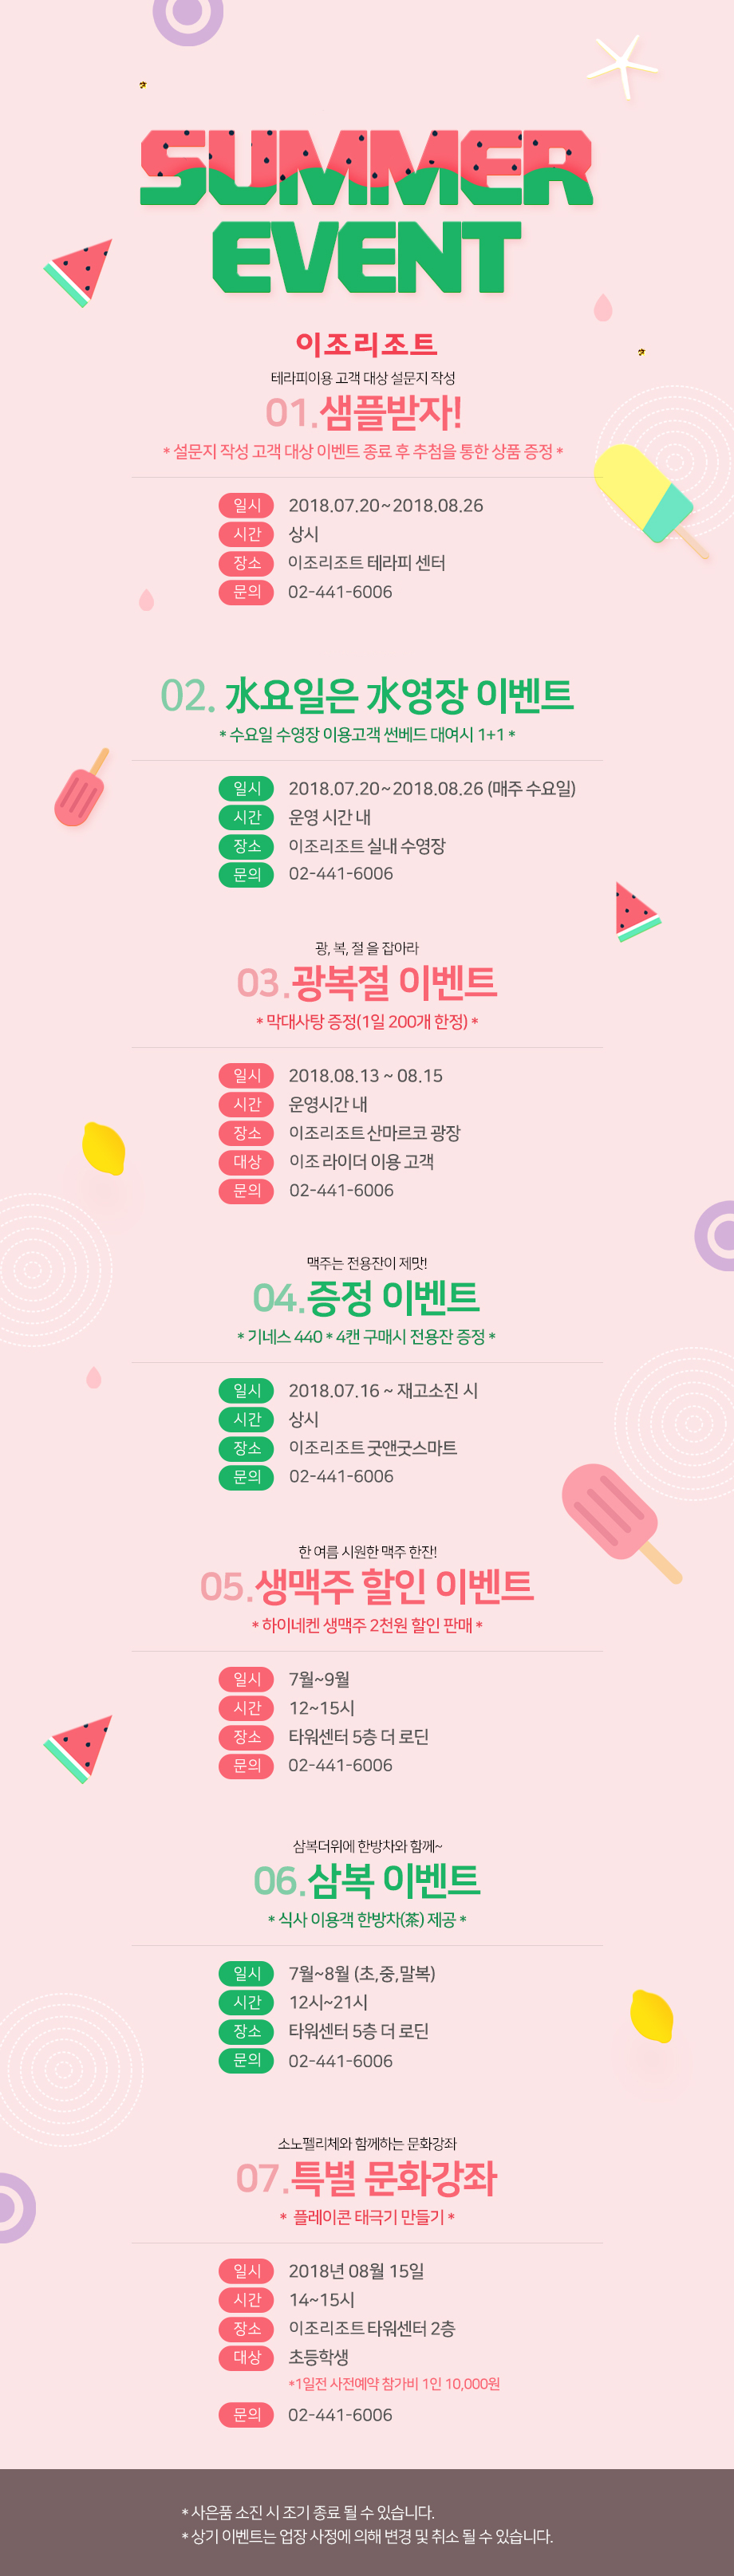 SUMMER
EVENT
이조리조트
테라피이용 고객 대상 설문지 작성
01.샘플받자!
* 설문지 작성 고객 대상 이벤트 종료 후 추첨을 통한 상품 증정 *
일시 2018.07.20~2018.08.26
시간 상시
장소 이조리조트 테라피 센터
문의 02-441-6006
02. 水요일은 水영장 이벤트
* 수요일 수영장 이용고객 썬베드 대여시 1+1 *
일시 2018.07.20~2018.08.26 (매주 수요일)
시간 운영 시간 내
장소 이조리조트 실내 수영장
문의 02-441-6006
광, 복, 절 을 잡아라
03.광복절 이벤트
* 막대사탕 증정(1일 200개 한정) *
일시 2018.08.13 ~ 08.15
시간 운영시간 내
장소 이조리조트 산마르코 광장
대상 이조 라이더 이용 고객
문의 02-441-6006
맥주는 전용잔이 제맛!
04.증정 이벤트
* 기네스 440 * 4캔 구매시 전용잔 증정 *
일시 2018.07.16 ~ 재고소진 시
시간 상시
장소 이조리조트 굿앤굿스마트
문의 02-441-6006
한 여름 시원한 맥주 한잔!
05.생맥주 할인 이벤트
* 하이네켄 생맥주 2천원 할인 판매 *
일시 7월~9월
시간 12~15시
장소 타워센터 5층 더 로딘
문의 02-441-6006
삼복더위에 한방차와 함께~
06.삼복 이벤트
* 식사 이용객 한방차(茶) 제공 *
일시 7월~8월 (초,중,말복)
시간 12시~21시
장소 타워센터 5층 더 로딘
문의 02-441-6006
소노펠리체와 함께하는 문화강좌
07.특별 문화강좌
* 플레이콘 태극기 만들기 *
일시 2018년 08월 15일
시간 14~15시
장소 이조리조트 타워센터 2층
대상 초등학생
*1일전 사전예약 참가비 1인 10,000원
문의 02-441-6006
* 사은품 소진 시 조기 종료 될 수 있습니다.
* 상기 이벤트는 업장 사정에 의해 변경 및 취소 될 수 있습니다.